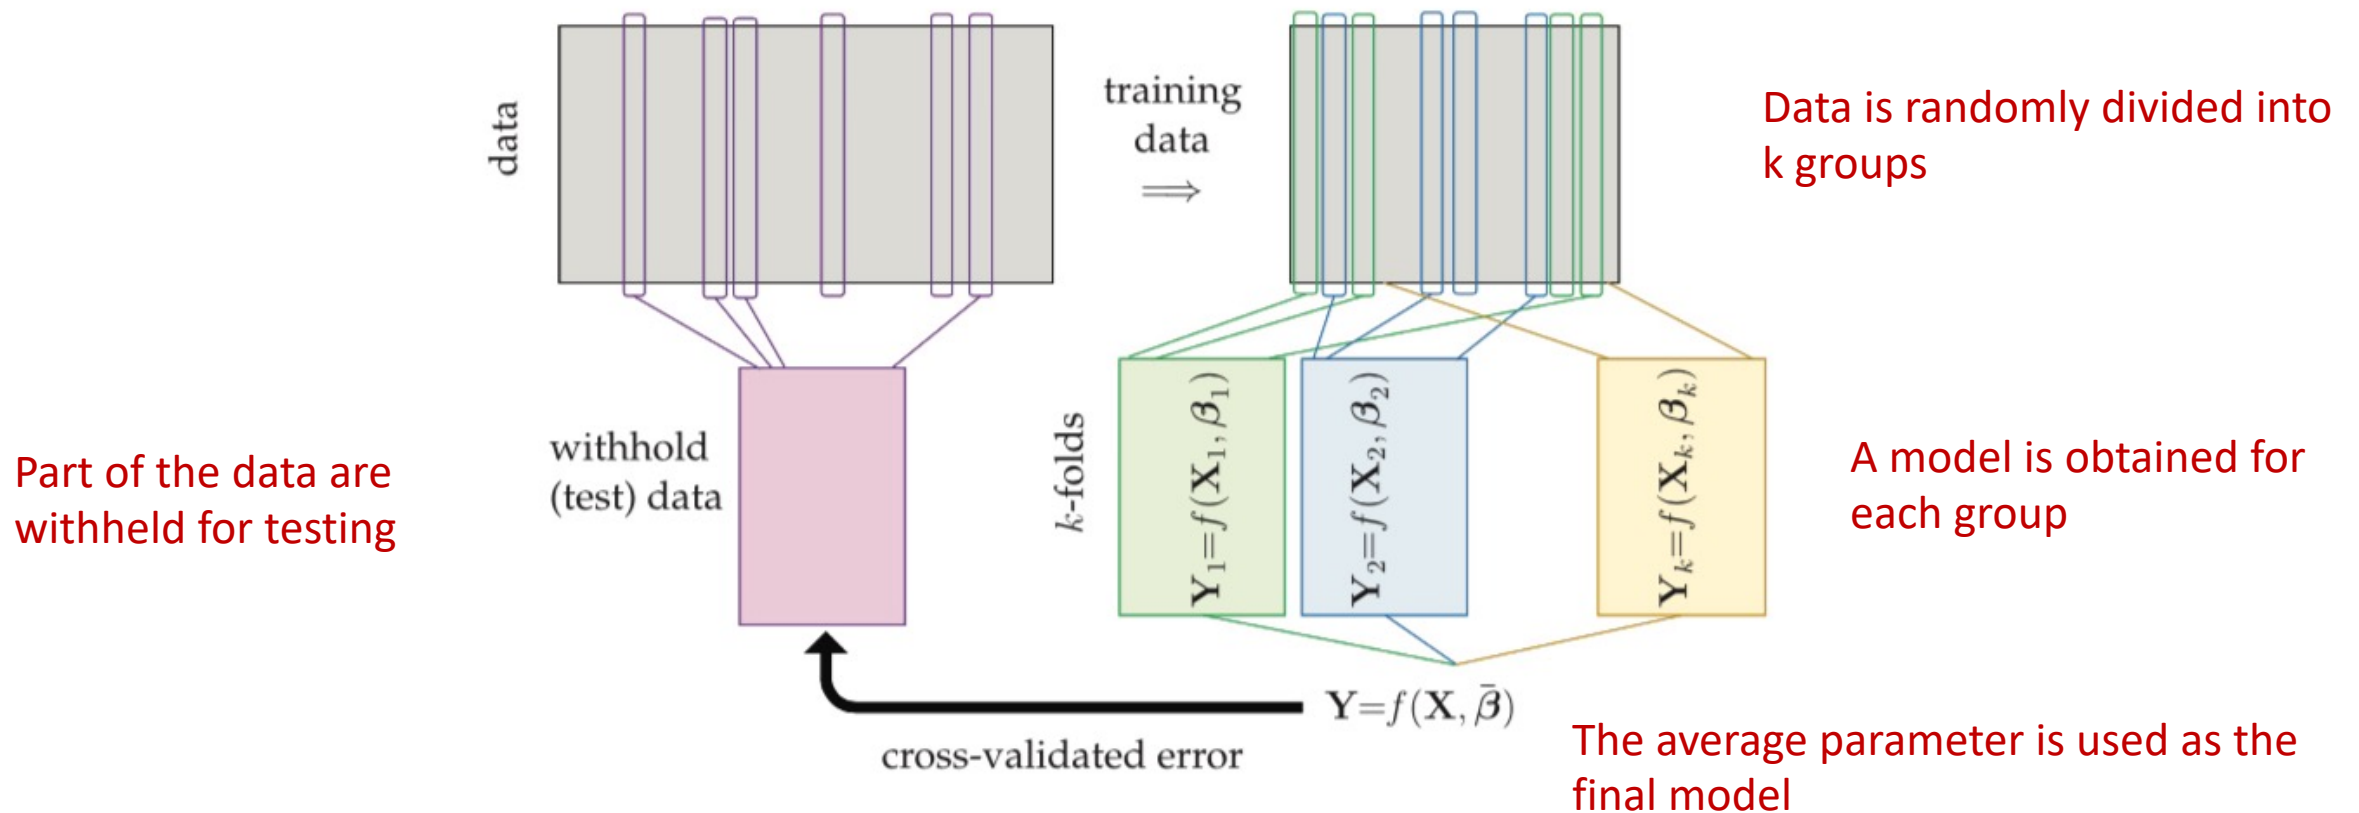 data
training
data
⟹
Data is randomly divided into
k groups
Part of the data are
withheld for testing
withhold
(test) data
k-folds
Y₁=f(X₁, β₁)
Y₂=f(X₂, β₂)
Yₖ=f(Xₖ, βₖ)
A model is obtained for
each group
Y=f(X, β̄)
cross-validated error
The average parameter is used as the
final model